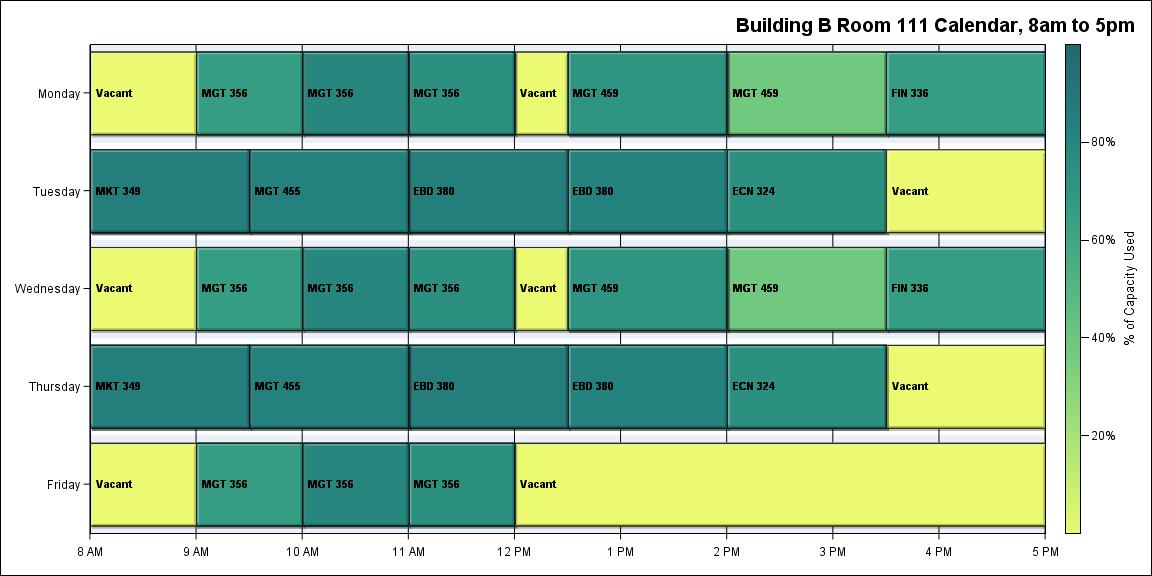 Building B Room 111 Calendar, 8am to 5pm
Monday
Vacant MGT 356 MGT 356 MGT 356 Vacant MGT 459 MGT 459 FIN 336
Tuesday
MKT 349 MGT 455 EBD 380 EBD 380 ECN 324 Vacant
Wednesday
Vacant MGT 356 MGT 356 MGT 356 Vacant MGT 459 MGT 459 FIN 336
Thursday
MKT 349 MGT 455 EBD 380 EBD 380 ECN 324 Vacant
Friday
Vacant MGT 356 MGT 356 MGT 356 Vacant
8 AM 9 AM 10 AM 11 AM 12 PM 1 PM 2 PM 3 PM 4 PM 5 PM
80%
60%
40%
20%
% of Capacity Used